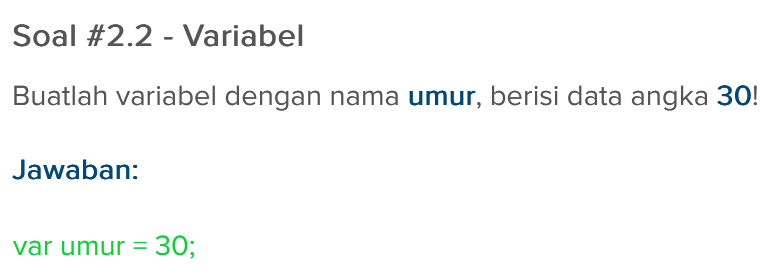 Soal #2.2 - Variabel
Buatlah variabel dengan nama umur, berisi data angka 30!
Jawaban:
var umur = 30;